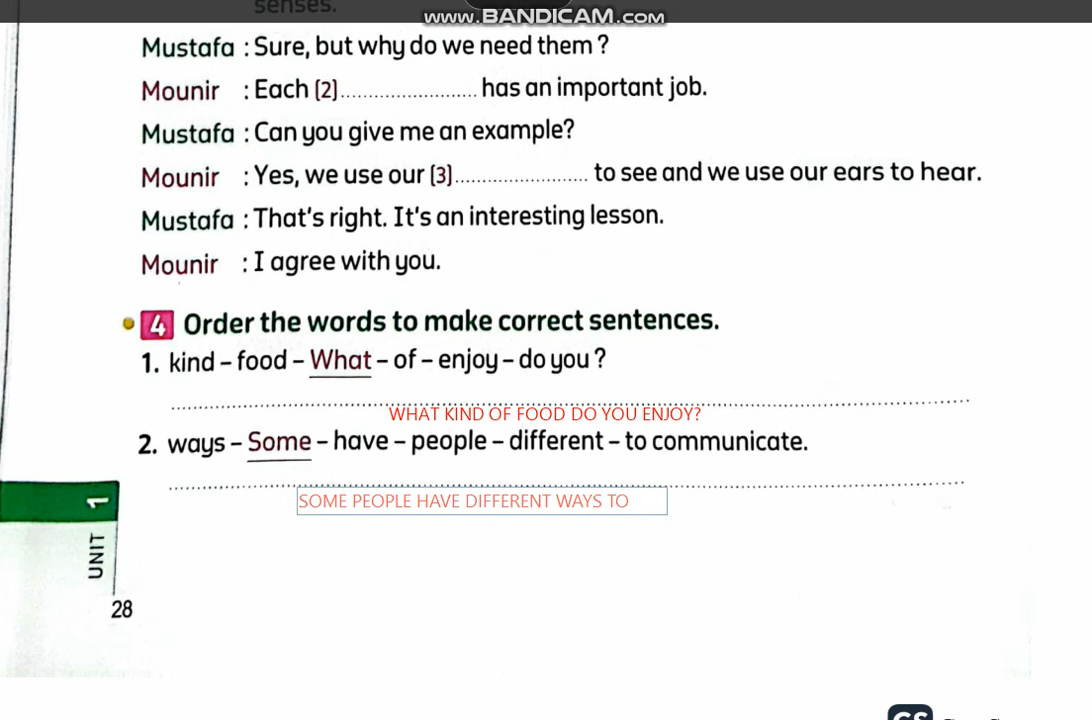 senses.
www.BANDICAM.com
Mustafa : Sure, but why do we need them ?
Mounir : Each (2)........................ has an important job.
Mustafa : Can you give me an example?
Mounir : Yes, we use our (3)........................ to see and we use our ears to hear.
Mustafa : That's right. It's an interesting lesson.
Mounir : I agree with you.
4 Order the words to make correct sentences.
1. kind – food – What – of – enjoy – do you ?
WHAT KIND OF FOOD DO YOU ENJOY?
2. ways – Some – have – people – different – to communicate.
SOME PEOPLE HAVE DIFFERENT WAYS TO
UNIT 1
28